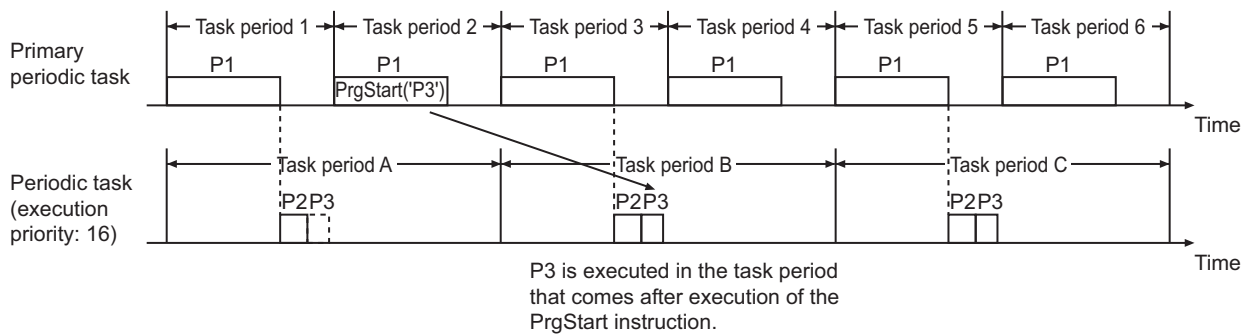 Task period 1 Task period 2 Task period 3 Task period 4 Task period 5 Task period 6
Primary
periodic task
P1 P1 P1 P1 P1 P1
PrgStart('P3')
Time
Task period A Task period B Task period C
Periodic task
(execution
priority: 16)
P2 P3 P2 P3 P2 P3
Time
P3 is executed in the task period
that comes after execution of the
PrgStart instruction.